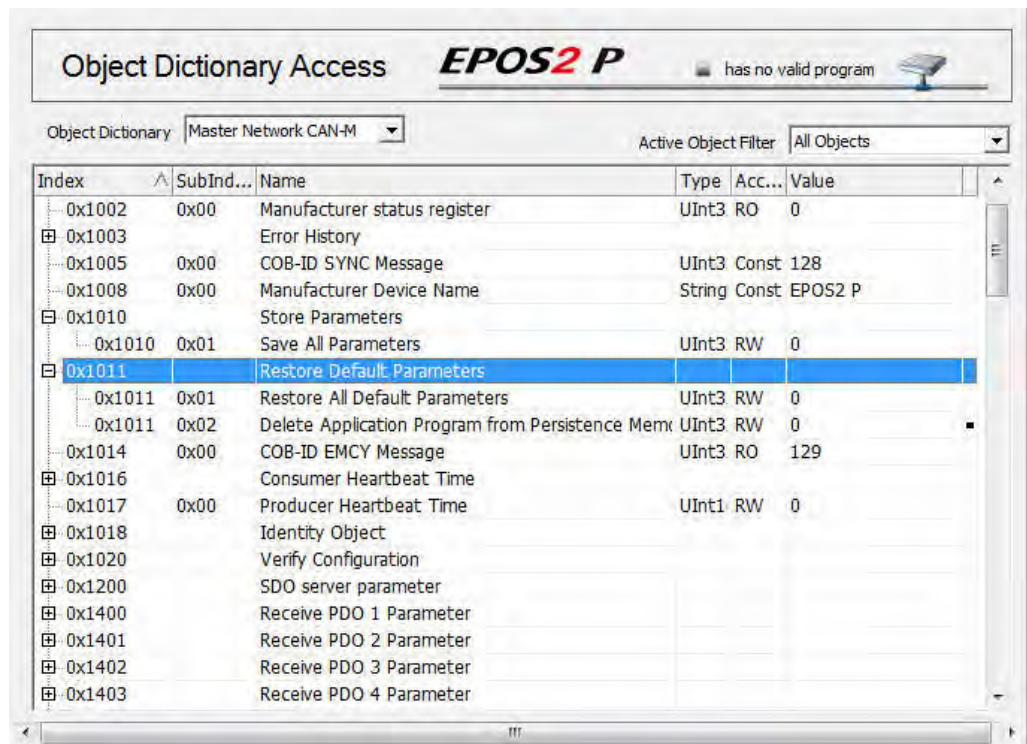 Object Dictionary Access EPOS2 P has no valid program
Object Dictionary Master Network CAN-M Active Object Filter All Objects
Index SubInd... Name Type Acc... Value
0x1002 0x00 Manufacturer status register UInt3 RO 0
0x1003 Error History
0x1005 0x00 COB-ID SYNC Message UInt3 Const 128
0x1008 0x00 Manufacturer Device Name String Const EPOS2 P
0x1010 Store Parameters
0x1010 0x01 Save All Parameters UInt3 RW 0
0x1011 Restore Default Parameters
0x1011 0x01 Restore All Default Parameters UInt3 RW 0
0x1011 0x02 Delete Application Program from Persistence Memo UInt3 RW 0
0x1014 0x00 COB-ID EMCY Message UInt3 RO 129
0x1016 Consumer Heartbeat Time
0x1017 0x00 Producer Heartbeat Time UInt1 RW 0
0x1018 Identity Object
0x1020 Verify Configuration
0x1200 SDO server parameter
0x1400 Receive PDO 1 Parameter
0x1401 Receive PDO 2 Parameter
0x1402 Receive PDO 3 Parameter
0x1403 Receive PDO 4 Parameter